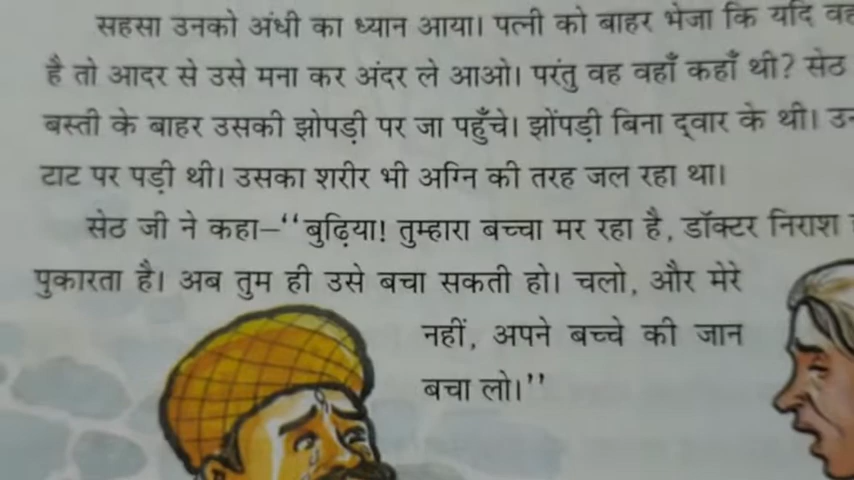 सहसा उनको अंधी का ध्यान आया। पत्नी को बाहर भेजा कि यदि वह
है तो आदर से उसे मना कर अंदर ले आओ। परंतु वह वहाँ कहाँ थी? सेठ
बस्ती के बाहर उसकी झोपड़ी पर जा पहुँचे। झोंपड़ी बिना द्वार के थी।
टाट पर पड़ी थी। उसका शरीर भी अग्नि की तरह जल रहा था।
सेठ जी ने कहा–‘‘बुढ़िया! तुम्हारा बच्चा मर रहा है, डॉक्टर निराश
पुकारता है। अब तुम ही उसे बचा सकती हो। चलो, और मेरे
नहीं, अपने बच्चे की जान
बचा लो।’’